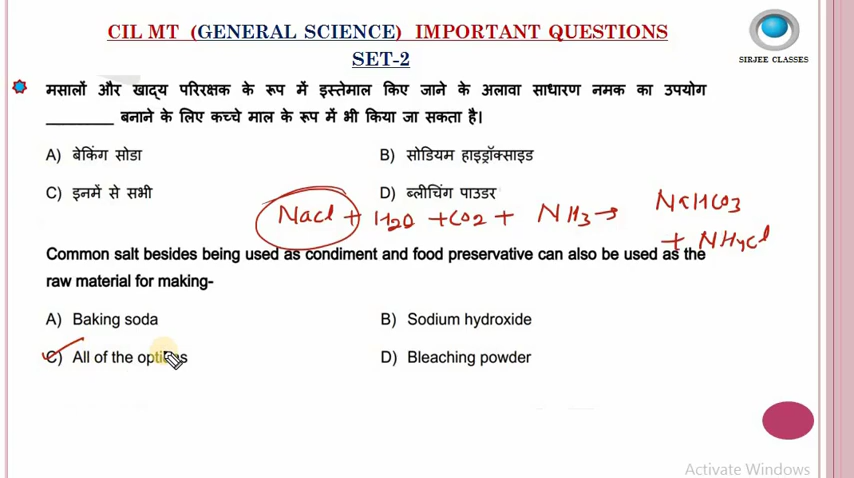 CIL MT (GENERAL SCIENCE) IMPORTANT QUESTIONS
SET-2
SIRJEE CLASSES
मसालों और खाद्य परिरक्षक के रूप में इस्तेमाल किए जाने के अलावा साधारण नमक का उपयोग
________ बनाने के लिए कच्चे माल के रूप में भी किया जा सकता है।
A) बेकिंग सोडा
B) सोडियम हाइड्रॉक्साइड
C) इनमें से सभी
D) ब्लीचिंग पाउडर
NaCl + H2O + CO2 + NH3 → NaHCO3
+ NH4Cl
Common salt besides being used as condiment and food preservative can also be used as the
raw material for making-
A) Baking soda
B) Sodium hydroxide
C) All of the options
D) Bleaching powder
Activate Windows